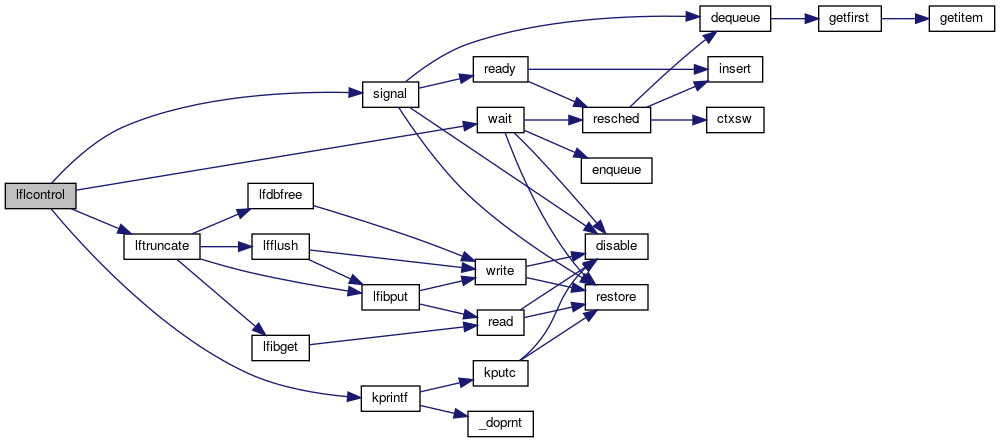 dequeue
getfirst
getitem
signal
ready
insert
wait
resched
ctxsw
enqueue
lflcontrol
lfdbfree
lftruncate
lfflush
disable
write
lfibput
restore
read
lfibget
kputc
kprintf
_doprnt